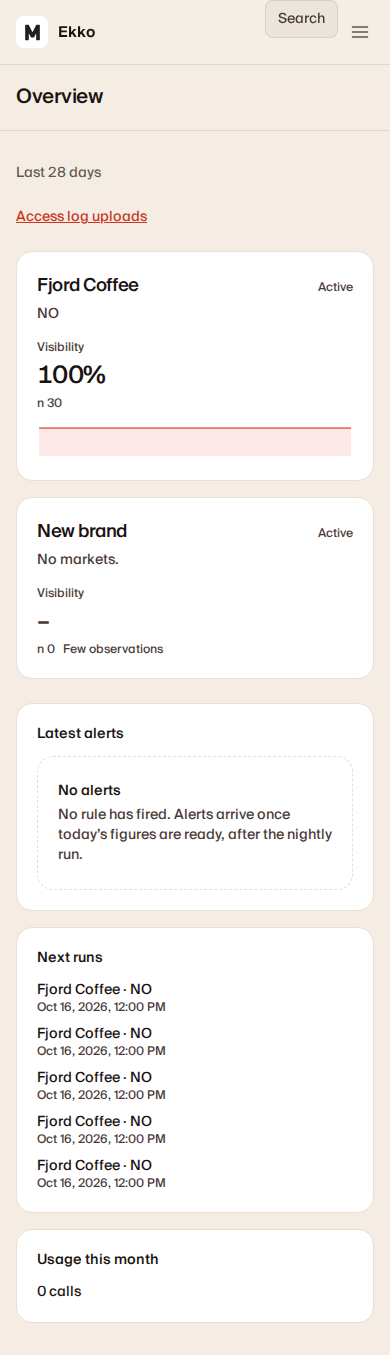 M Ekko
Search
Overview
Last 28 days
Access log uploads
Fjord Coffee
Active
NO
Visibility
100%
n 30
New brand
Active
No markets.
Visibility
–
n 0 Few observations
Latest alerts
No alerts
No rule has fired. Alerts arrive once
today's figures are ready, after the nightly
run.
Next runs
Fjord Coffee · NO
Oct 16, 2026, 12:00 PM
Fjord Coffee · NO
Oct 16, 2026, 12:00 PM
Fjord Coffee · NO
Oct 16, 2026, 12:00 PM
Fjord Coffee · NO
Oct 16, 2026, 12:00 PM
Fjord Coffee · NO
Oct 16, 2026, 12:00 PM
Usage this month
0 calls